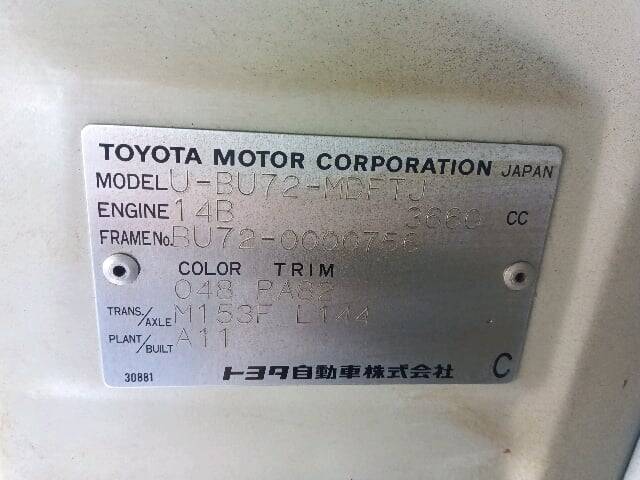 TOYOTA MOTOR CORPORATION JAPAN
MODEL U-BU72-MDFTJ
ENGINE 14B 3660 CC
FRAME No. BU72-0000756
COLOR TRIM
048 PA82
TRANS./AXLE M153F L144
PLANT/BUILT A11
30881 トヨタ自動車株式会社 C